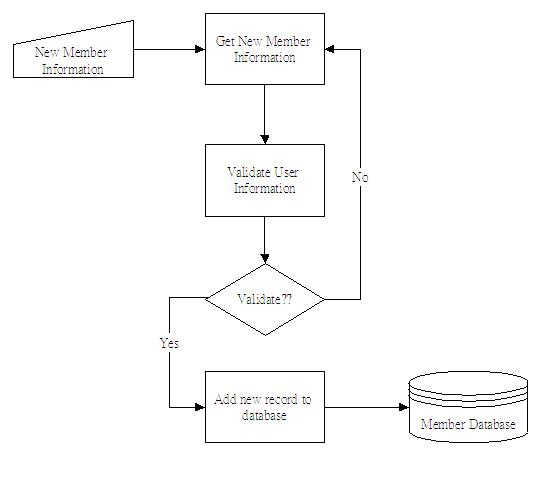 New Member
Information
Get New Member
Information
Validate User
Information
No
Validate??
Yes
Add new record to
database
Member Database